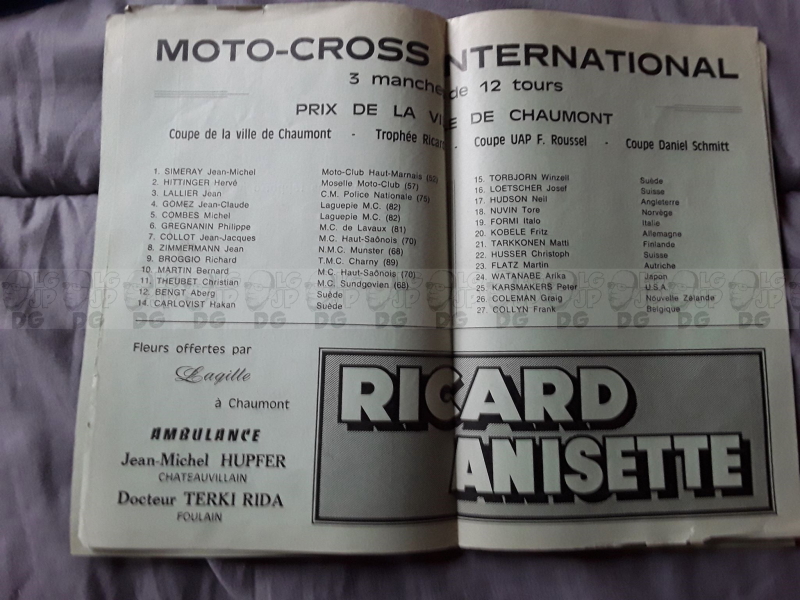 MOTO-CROSS INTERNATIONAL
3 manches de 12 tours
PRIX DE LA VILLE DE CHAUMONT
Coupe de la ville de Chaumont - Trophée Ricard - Coupe UAP F. Roussel - Coupe Daniel Schmitt
1. SIMERAY Jean-Michel Moto-Club Haut-Marnais (52)
2. HITTINGER Hervé Moselle Moto-Club (57)
3. LALLIER Jean C.M. Police Nationale (75)
4. GOMEZ Jean-Claude Laguepie M.C. (82)
5. COMBES Michel Laguepie M.C. (82)
6. GREGNANIN Philippe M.C. de Lavaux (81)
7. COLLOT Jean-Jacques M.C. Haut-Saônois (70)
8. ZIMMERMANN Jean N.M.C. Munster (68)
9. BROGGIO Richard T.M.C. Charny (89)
10. MARTIN Bernard M.C. Haut-Saônois (70)
11. THEUBET Christian M.C. Sundgovien (68)
12. BENGT Aberg Suède
14. CARLQVIST Hakan Suède
15. TORBJORN Winzell Suède
16. LOETSCHER Josef Suisse
17. HUDSON Neil Angleterre
18. NUVIN Tore Norvège
19. FORMI Italo Italie
20. KOBELE Fritz Allemagne
21. TARKKONEN Matti Finlande
22. HUSSER Christoph Suisse
23. FLATZ Martin Autriche
24. WATANABE Arika Japon
25. KARSMAKERS Peter U.S.A
26. COLEMAN Graig Nouvelle Zélande
27. COLLYN Frank Belgique
Fleurs offertes par
Lagitte
à Chaumont
AMBULANCE
Jean-Michel HUPFER
CHATEAUVILLAIN
Docteur TERKI RIDA
FOULAIN
RICARD
ANISETTE
LG JP DG